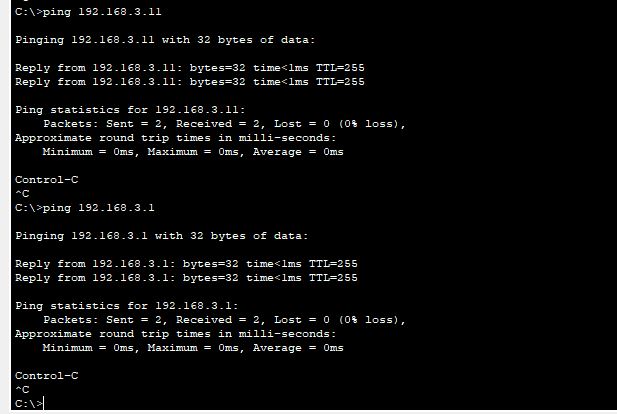 C:\>ping 192.168.3.11
Pinging 192.168.3.11 with 32 bytes of data:
Reply from 192.168.3.11: bytes=32 time<1ms TTL=255
Reply from 192.168.3.11: bytes=32 time<1ms TTL=255
Ping statistics for 192.168.3.11:
    Packets: Sent = 2, Received = 2, Lost = 0 (0% loss),
Approximate round trip times in milli-seconds:
    Minimum = 0ms, Maximum = 0ms, Average = 0ms
Control-C
^C
C:\>ping 192.168.3.1
Pinging 192.168.3.1 with 32 bytes of data:
Reply from 192.168.3.1: bytes=32 time<1ms TTL=255
Reply from 192.168.3.1: bytes=32 time<1ms TTL=255
Ping statistics for 192.168.3.1:
    Packets: Sent = 2, Received = 2, Lost = 0 (0% loss),
Approximate round trip times in milli-seconds:
    Minimum = 0ms, Maximum = 0ms, Average = 0ms
Control-C
^C
C:\>